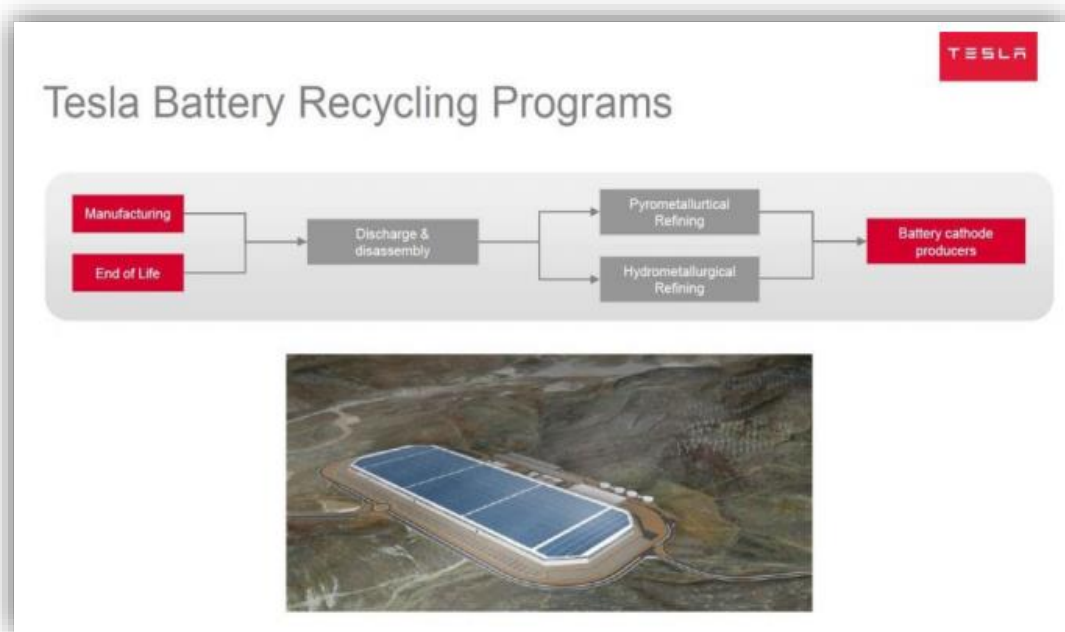 TESLA
Tesla Battery Recycling Programs
Manufacturing
End of Life
Discharge &
disassembly
Pyrometallurtical
Refining
Hydrometallurgical
Refining
Battery cathode
producers